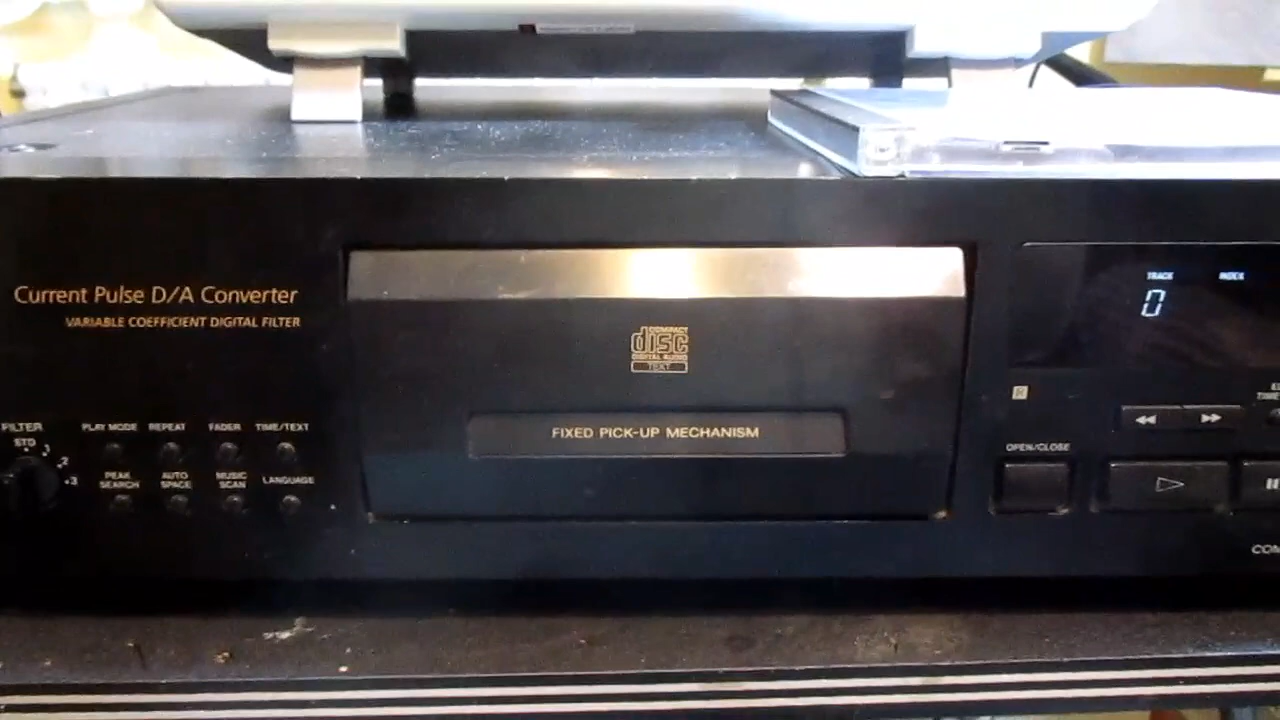 Current Pulse D/A Converter
VARIABLE COEFFICIENT DIGITAL FILTER
FILTER
STD
1
2
3
PLAY MODE
REPEAT
FADER
TIME/TEXT
PEAK
SEARCH
AUTO
SPACE
MUSIC
SCAN
LANGUAGE
COMPACT
disc
DIGITAL AUDIO
TEXT
FIXED PICK-UP MECHANISM
TRACK
INDEX
0
R
OPEN/CLOSE